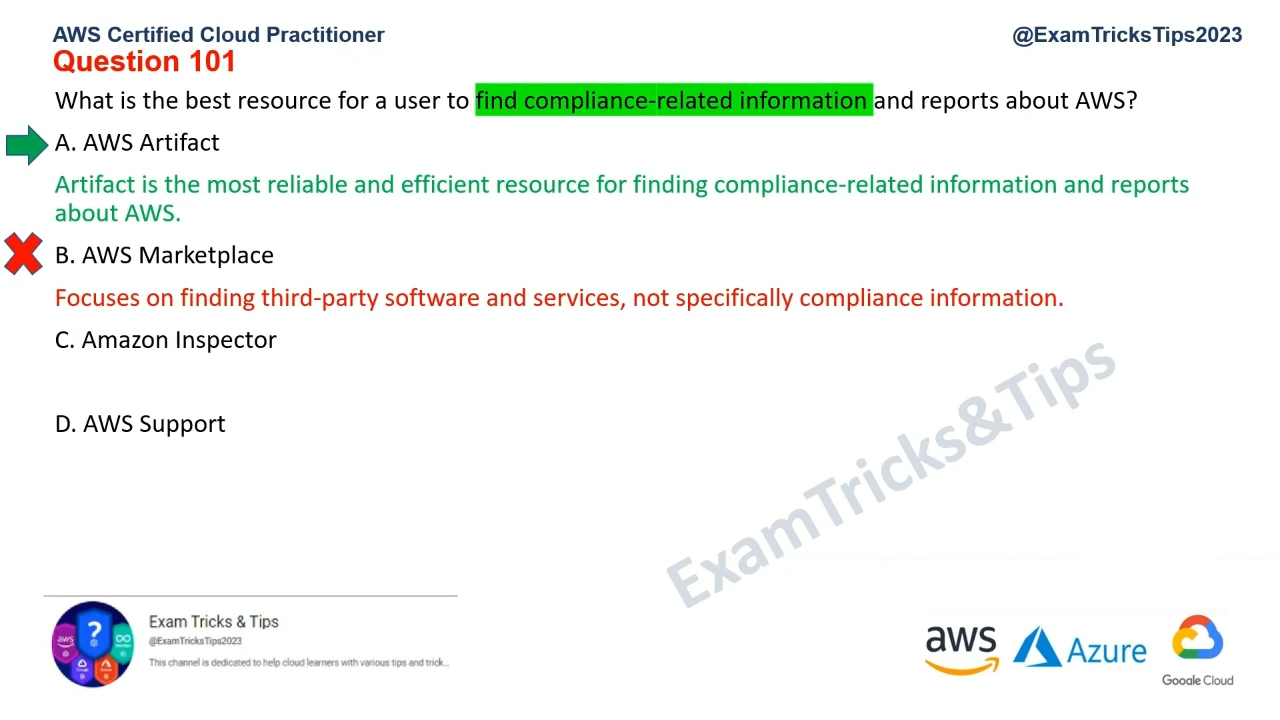 AWS Certified Cloud Practitioner
@ExamTricksTips2023
Question 101
What is the best resource for a user to find compliance-related information and reports about AWS?
A. AWS Artifact
Artifact is the most reliable and efficient resource for finding compliance-related information and reports
about AWS.
B. AWS Marketplace
Focuses on finding third-party software and services, not specifically compliance information.
C. Amazon Inspector
D. AWS Support
ExamTricks&Tips
Exam Tricks & Tips
@ExamTricksTips2023
This channel is dedicated to help cloud learners with various tips and trick...
aws
?
aws
Azure
Google Cloud